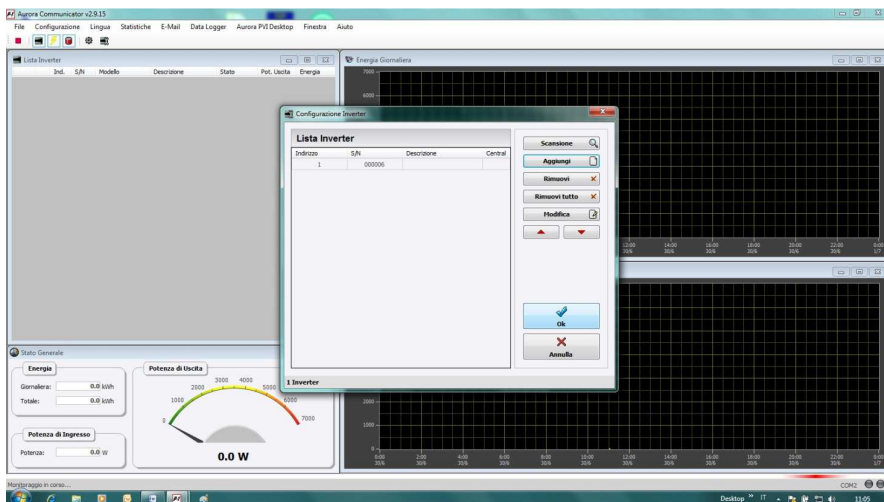 Aurora Communicator v2.9.15
File Configurazione Lingua Statistiche E-Mail Data Logger Aurora PVI Desktop Finestra Aiuto
Lista Inverter
Ind. S/N Modello Descrizione Stato Pot. Uscita Energia
Energia Giornaliera
7000
6000
Configurazione Inverter
Lista Inverter
Indirizzo S/N Descrizione Central
1 000006
Scansione
Aggiungi
Rimuovi
Rimuovi tutto
Modifica
Ok
Annulla
1 Inverter
12:00 14:00 16:00 18:00 20:00 22:00 0:00
30/6 30/6 30/6 30/6 30/6 30/6 1/7
Stato Generale
Energia
Giornaliera: 0.0 kWh
Totale: 0.0 kWh
Potenza di Ingresso
Potenza: 0.0 W
Potenza di Uscita
0 1000 2000 3000 4000 5000 6000 7000
0.0 W
2000
1000
0
0:00 2:00 4:00 6:00 8:00 10:00 12:00 14:00 16:00 18:00 20:00 22:00 0:00
30/6 30/6 30/6 30/6 30/6 30/6 30/6 30/6 30/6 30/6 30/6 30/6 1/7
Monitoraggio in corso... COM2
Desktop » IT 11:05